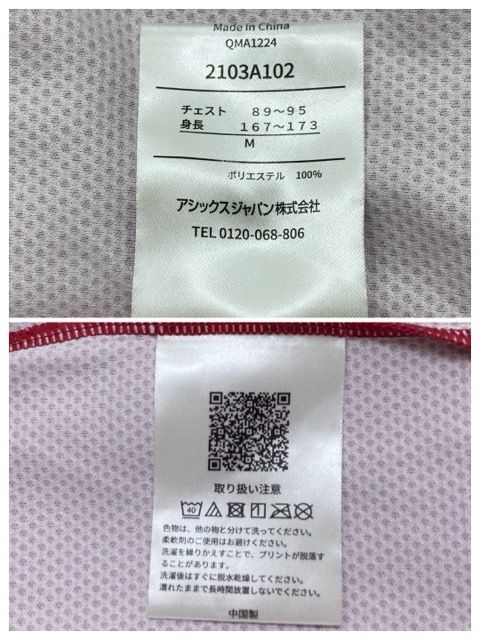 Made in China
QMA1224
2103A102
チェスト 89～95
身長 167～173
M
ポリエステル 100%
アシックスジャパン株式会社
TEL 0120-068-806
取り扱い注意
40
色物は、他の物と分けて洗ってください。
柔軟剤のご使用はお避けください。
洗濯を繰りかえすことで、プリントが脱落す
ることがあります。
洗濯後はすぐに脱水乾燥してください。
濡れたままで長時間放置しないでください。
中国製